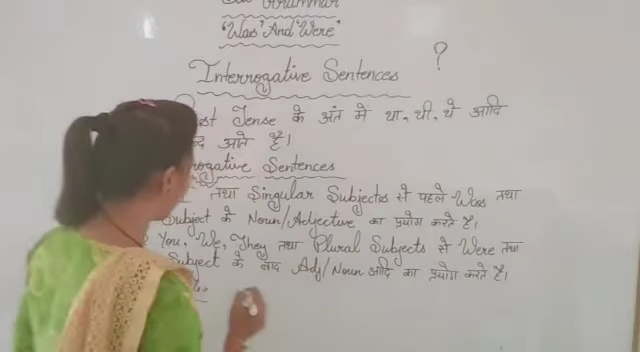 Grammar
'Was' And 'Were'
Interrogative Sentences ?
Tense के अंत में था, थी, थे आदि
आते है।
Sentences
तथा Singular Subjects से पहले Was तथा
Subject के Noun/Adjective का प्रयोग करते है।
You, We, They तथा Plural Subjects से Were तथा
Subject के बाद Adj/Noun आदि का प्रयोग करते है।